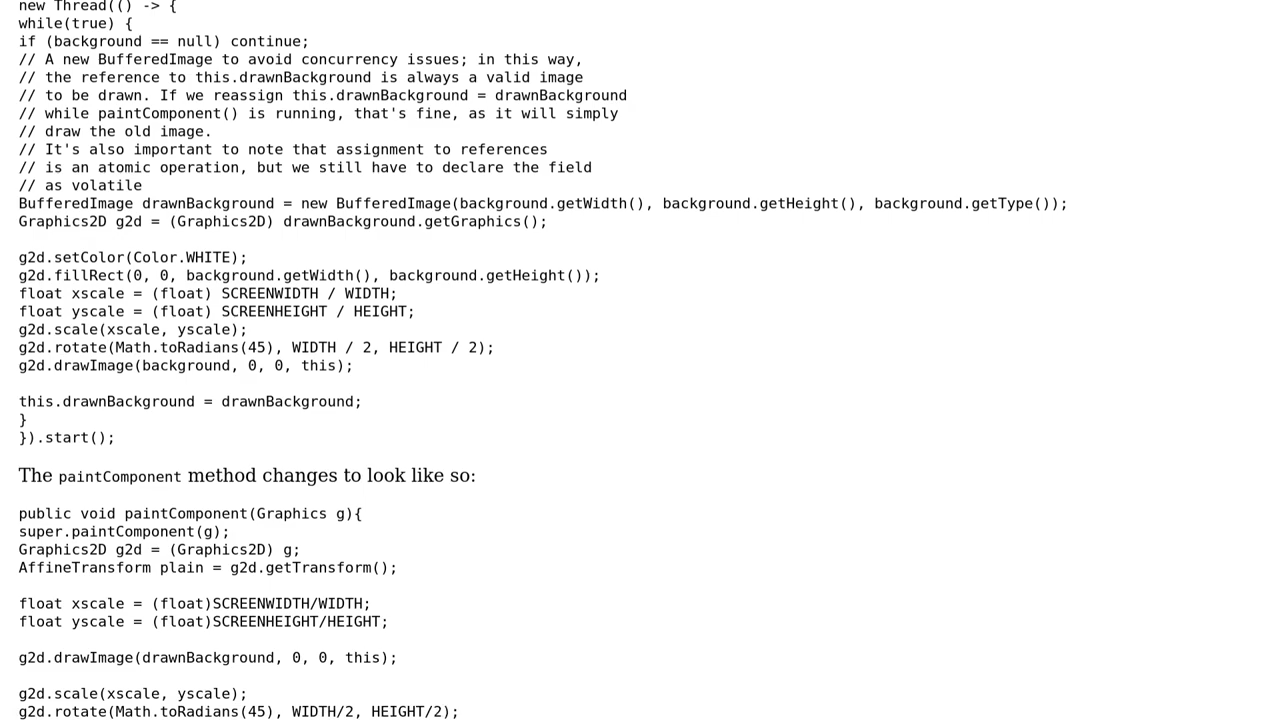 new Thread(() -> {
while(true) {
if (background == null) continue;
// A new BufferedImage to avoid concurrency issues; in this way,
// the reference to this.drawnBackground is always a valid image
// to be drawn. If we reassign this.drawnBackground = drawnBackground
// while paintComponent() is running, that's fine, as it will simply
// draw the old image.
// It's also important to note that assignment to references
// is an atomic operation, but we still have to declare the field
// as volatile
BufferedImage drawnBackground = new BufferedImage(background.getWidth(), background.getHeight(), background.getType());
Graphics2D g2d = (Graphics2D) drawnBackground.getGraphics();

g2d.setColor(Color.WHITE);
g2d.fillRect(0, 0, background.getWidth(), background.getHeight());
float xscale = (float) SCREENWIDTH / WIDTH;
float yscale = (float) SCREENHEIGHT / HEIGHT;
g2d.scale(xscale, yscale);
g2d.rotate(Math.toRadians(45), WIDTH / 2, HEIGHT / 2);
g2d.drawImage(background, 0, 0, this);

this.drawnBackground = drawnBackground;
}
}).start();

The paintComponent method changes to look like so:

public void paintComponent(Graphics g){
super.paintComponent(g);
Graphics2D g2d = (Graphics2D) g;
AffineTransform plain = g2d.getTransform();

float xscale = (float)SCREENWIDTH/WIDTH;
float yscale = (float)SCREENHEIGHT/HEIGHT;

g2d.drawImage(drawnBackground, 0, 0, this);

g2d.scale(xscale, yscale);
g2d.rotate(Math.toRadians(45), WIDTH/2, HEIGHT/2);